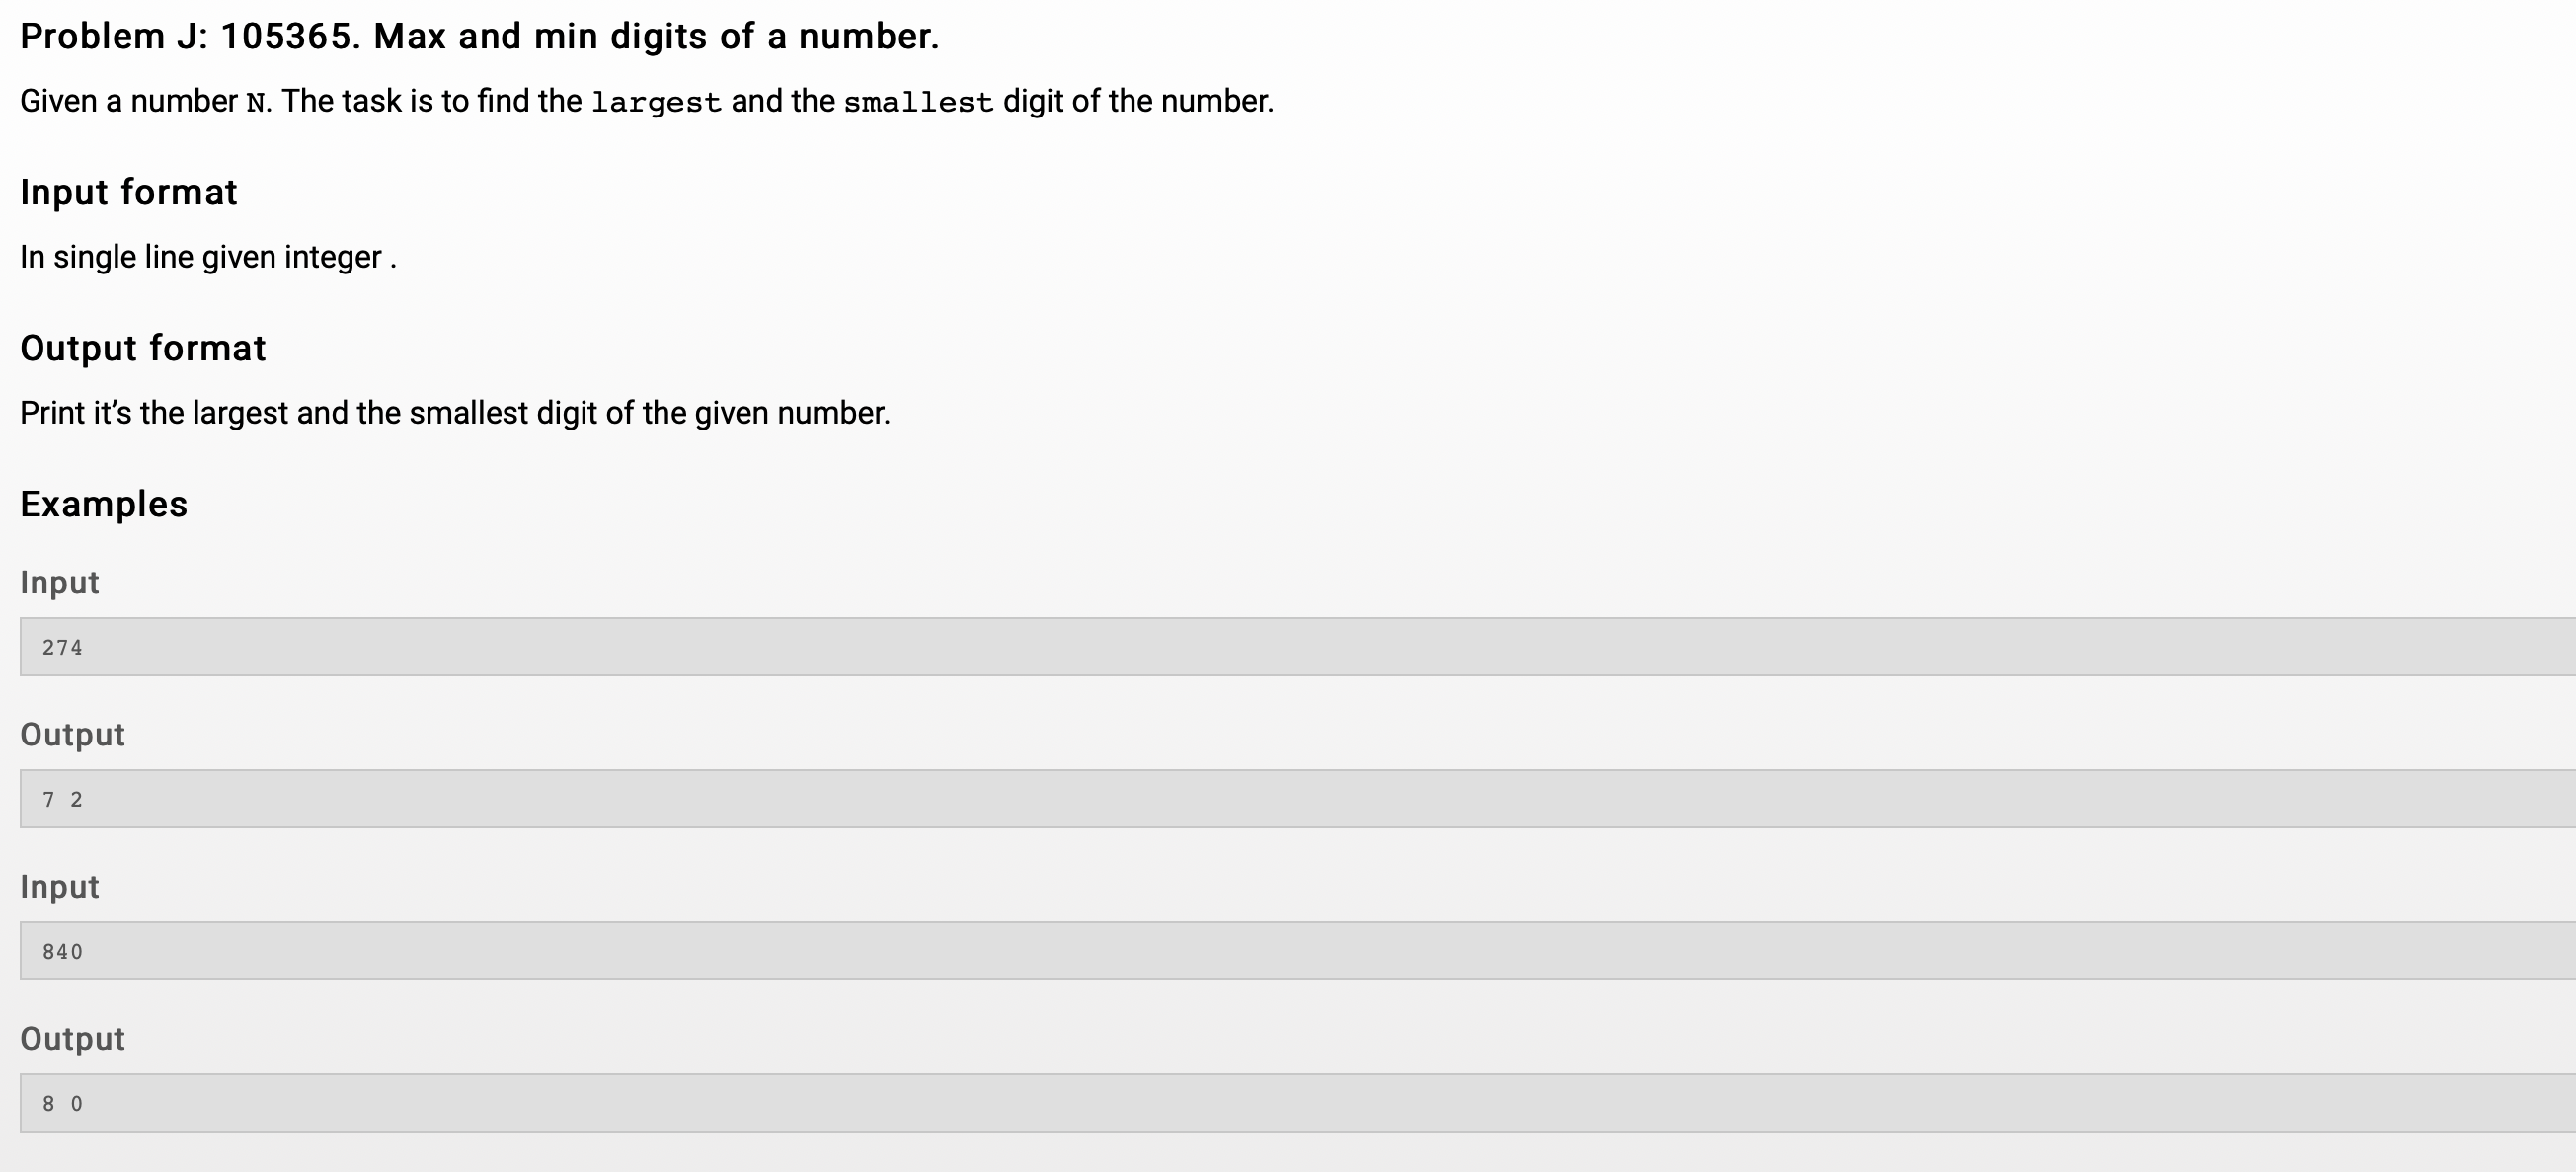 Problem J: 105365. Max and min digits of a number.
Given a number N. The task is to find the largest and the smallest digit of the number.
Input format
In single line given integer .
Output format
Print it’s the largest and the smallest digit of the given number.
Examples
Input
274
Output
7 2
Input
840
Output
8 0